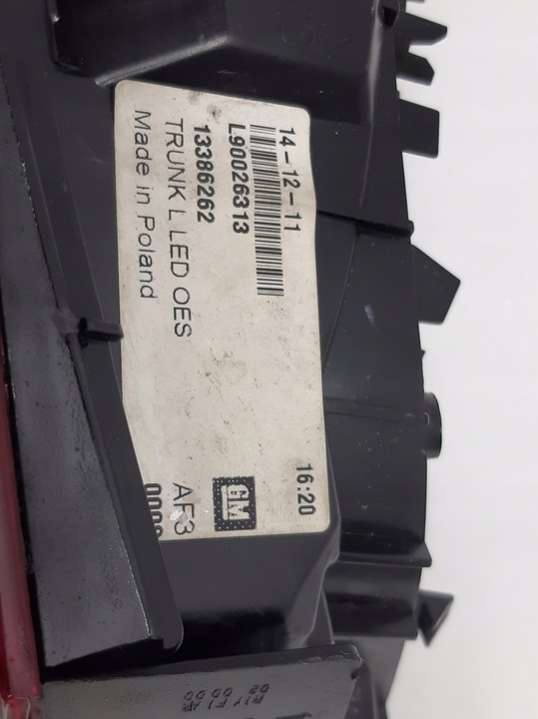 14-12-11 16:20
L90026313
13386262 GM
TRUNK L LED OES AF3
Made in Poland